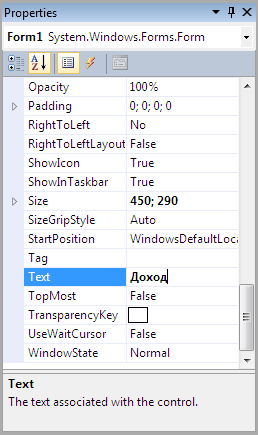 Properties
Form1 System.Windows.Forms.Form
Opacity 100%
Padding 0; 0; 0; 0
RightToLeft No
RightToLeftLayout False
ShowIcon True
ShowInTaskbar True
Size 450; 290
SizeGripStyle Auto
StartPosition WindowsDefaultLoca
Tag
Text Доход
TopMost False
TransparencyKey
UseWaitCursor False
WindowState Normal
Text
The text associated with the control.